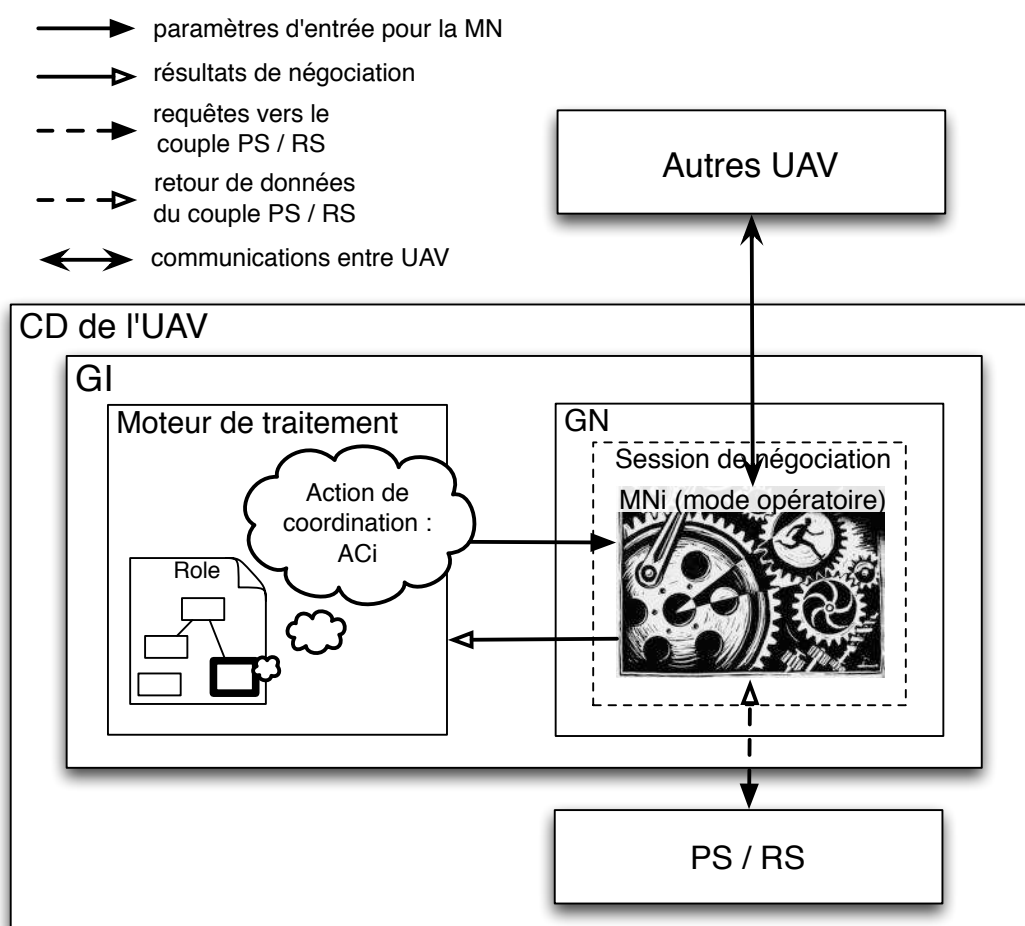 paramètres d'entrée pour la MN
résultats de négociation
requêtes vers le
couple PS / RS
retour de données
du couple PS / RS
communications entre UAV
Autres UAV
CD de l'UAV
GI
Moteur de traitement
Action de
coordination :
ACi
Role
GN
Session de négociation
MNi (mode opératoire)
PS / RS